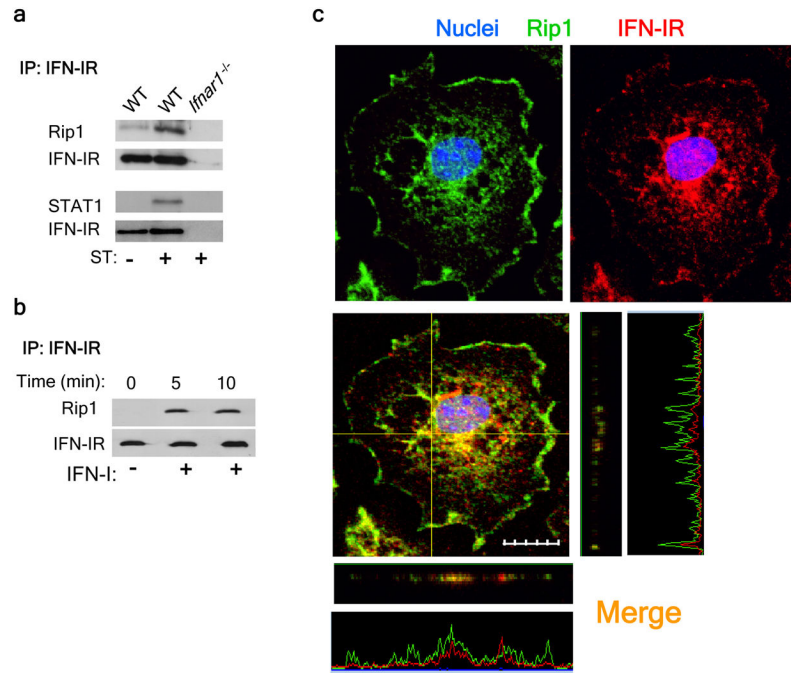 a
IP: IFN-IR
WT WT Ifnar1-/-
Rip1
IFN-IR
STAT1
IFN-IR
ST: - + +
b
IP: IFN-IR
Time (min): 0 5 10
Rip1
IFN-IR
IFN-I: - + +
c
Nuclei Rip1 IFN-IR
Merge